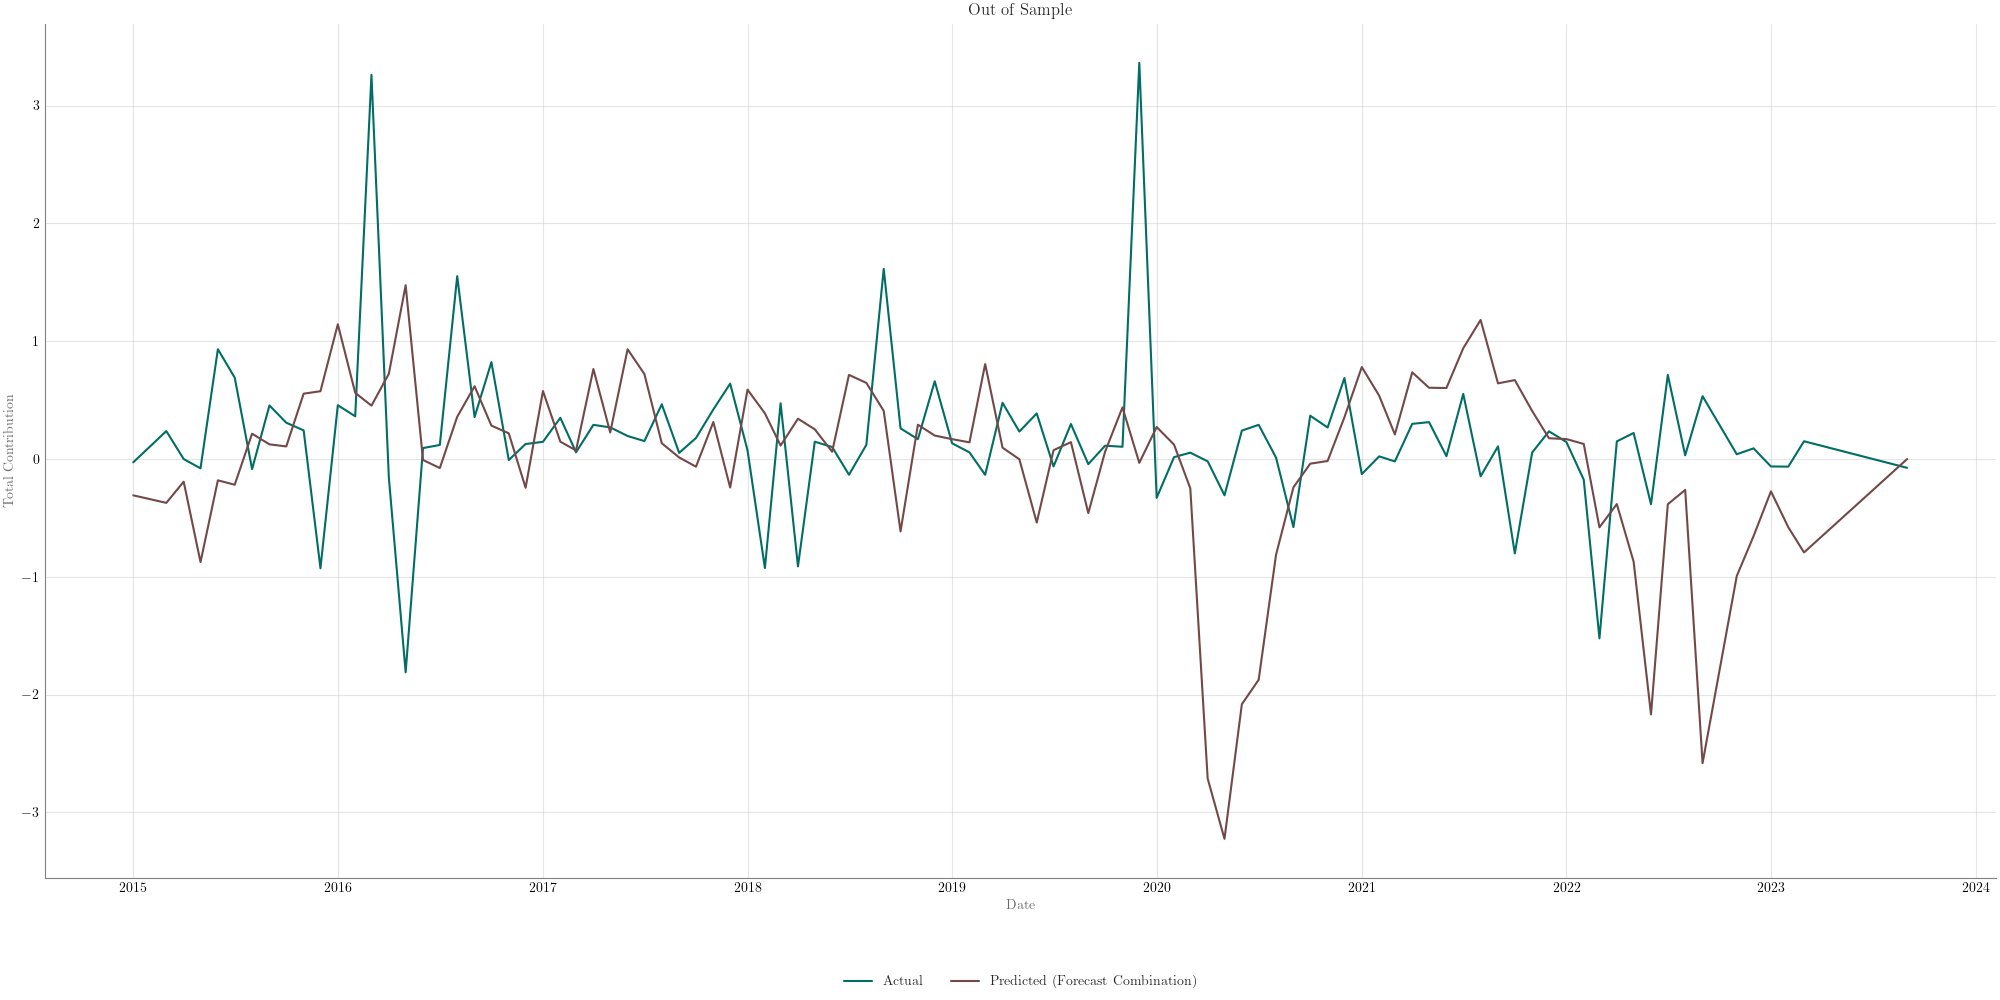 Out of Sample
Total Contribution
3
2
1
0
−1
−2
−3
2015 2016 2017 2018 2019 2020 2021 2022 2023 2024
Date
Actual Predicted (Forecast Combination)